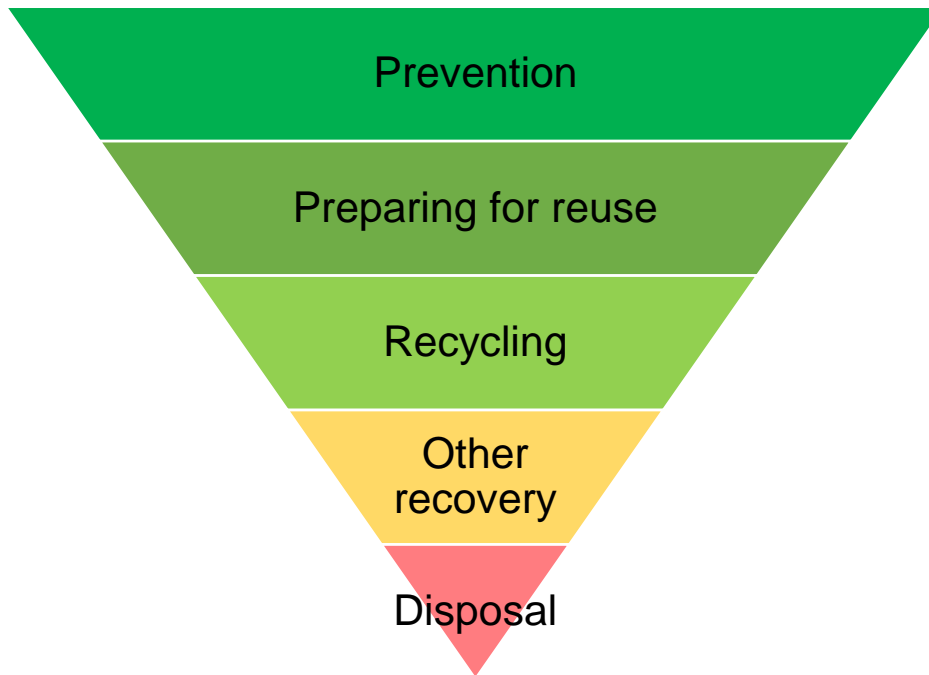 Prevention
Preparing for reuse
Recycling
Other
recovery
Disposal